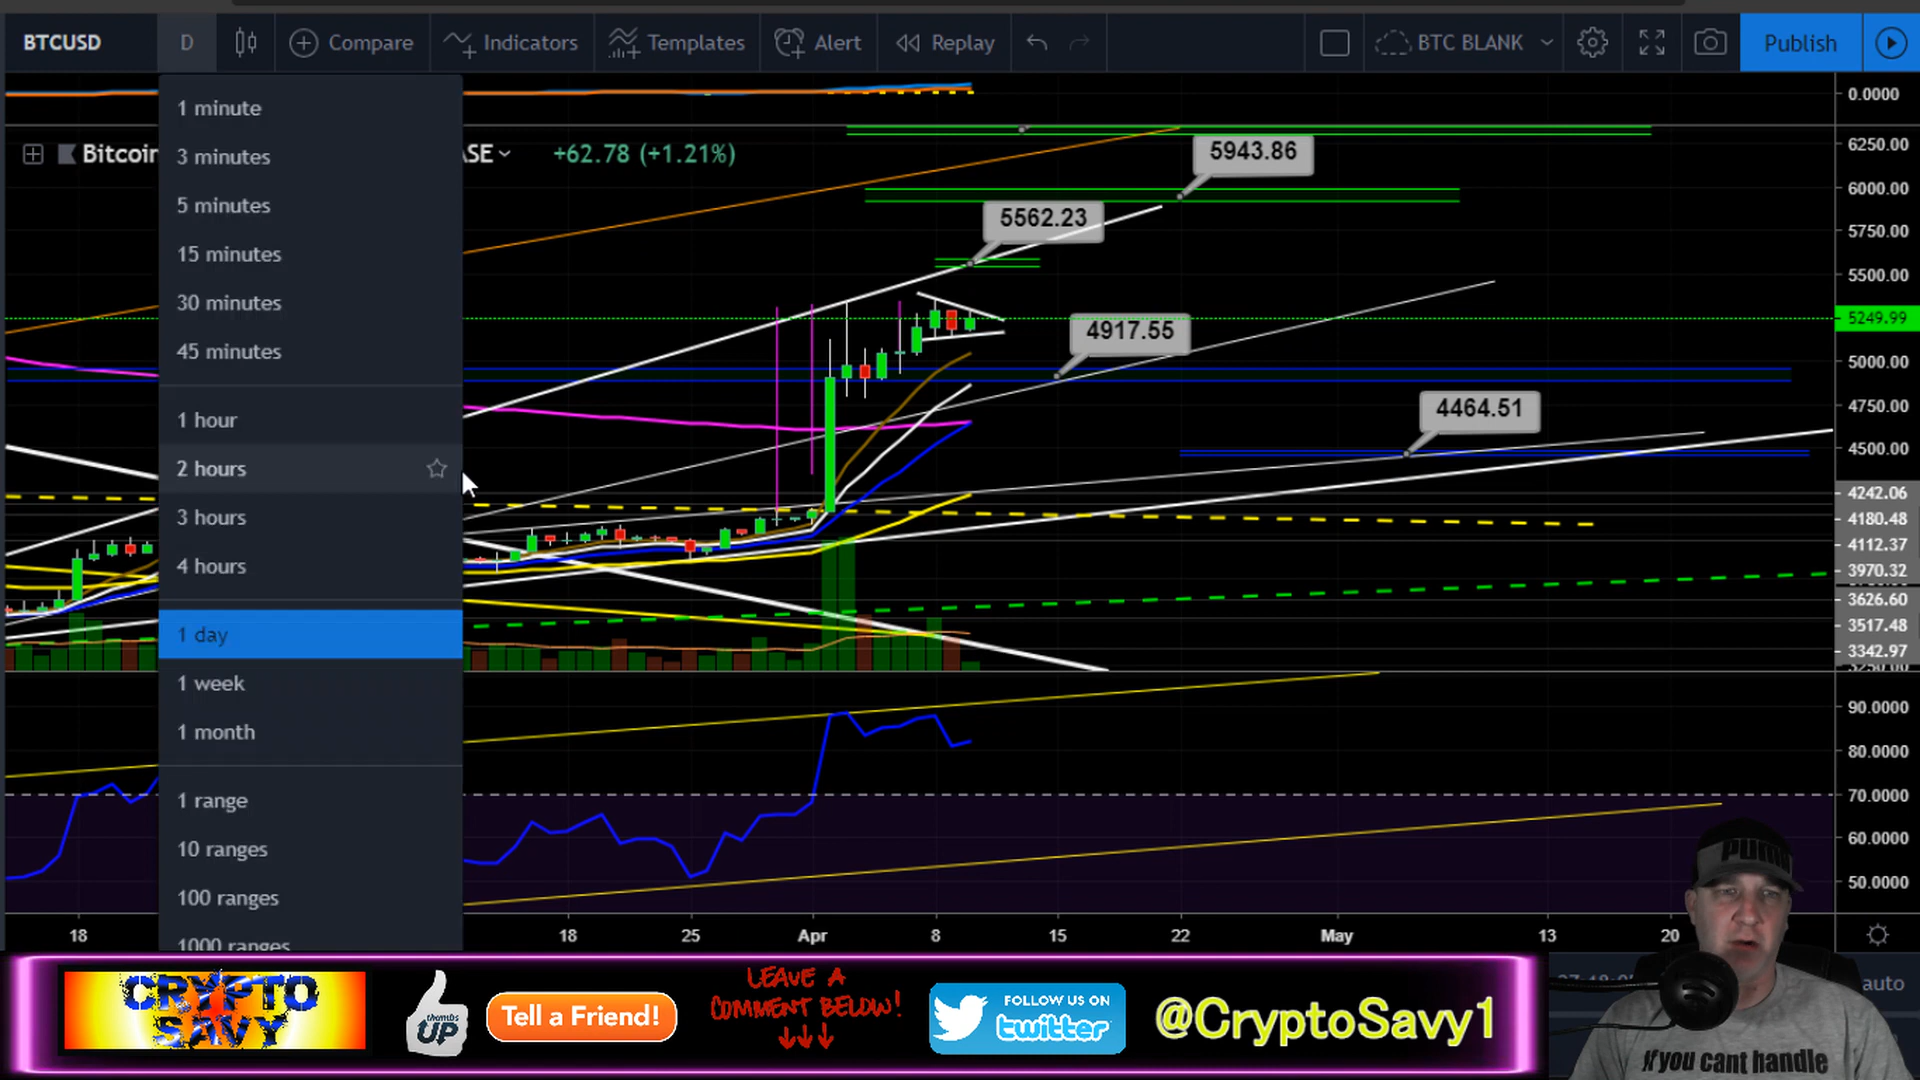 BTCUSD
D
Compare
Indicators
Templates
Alert
Replay
BTC BLANK
Publish
1 minute
3 minutes
5 minutes
15 minutes
30 minutes
45 minutes
1 hour
2 hours
3 hours
4 hours
1 day
1 week
1 month
1 range
10 ranges
100 ranges
1000 ranges
+62.78 (+1.21%)
5943.86
5562.23
4917.55
4464.51
0.0000
6250.00
6000.00
5750.00
5500.00
5249.99
5000.00
4750.00
4500.00
4242.06
4180.48
4112.37
3970.32
3626.60
3517.48
3342.97
90.0000
80.0000
70.0000
60.0000
50.0000
18
18
25
Apr
8
15
22
May
13
20
auto
CRYPTO
SAVY
thumbs
UP
Tell a Friend!
LEAVE A
COMMENT BELOW!
FOLLOW US ON
twitter
@CryptoSavy1
If you cant handle